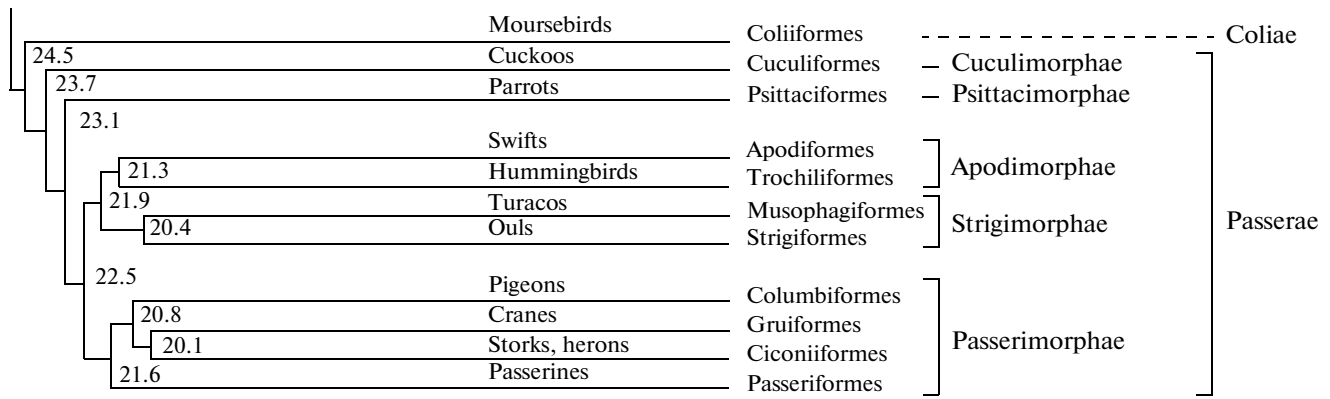 Moursebirds Coliiformes Coliae
24.5 Cuckoos Cuculiformes Cuculimorphae
23.7 Parrots Psittaciformes Psittacimorphae
23.1
Swifts Apodiformes
21.3 Hummingbirds Trochiliformes Apodimorphae
21.9 Turacos Musophagiformes
20.4 Ouls Strigiformes Strigimorphae Passerae
22.5 Pigeons Columbiformes
20.8 Cranes Gruiformes
20.1 Storks, herons Ciconiiformes Passerimorphae
21.6 Passerines Passeriformes